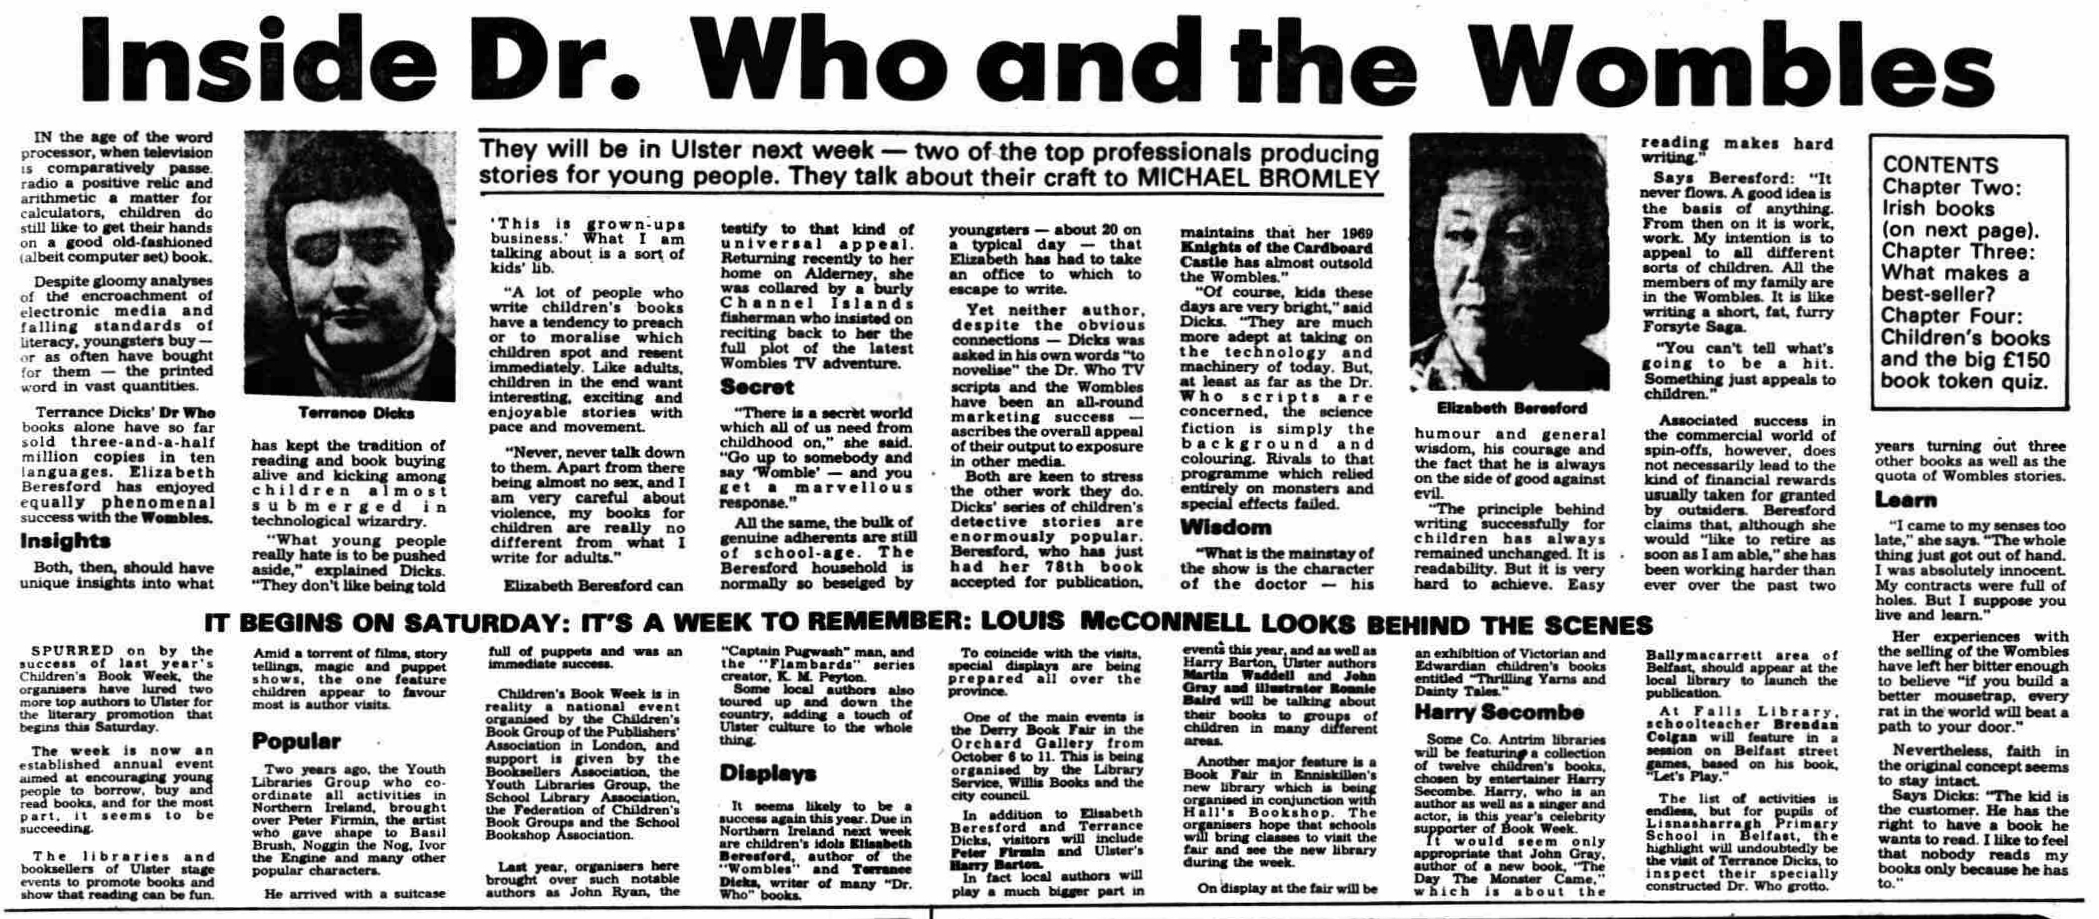 Inside Dr. Who and the Wombles
They will be in Ulster next week — two of the top professionals producing
stories for young people. They talk about their craft to MICHAEL BROMLEY
IN the age of the word
processor, when television
is comparatively passe.
radio a positive relic and
arithmetic a matter for
calculators, children do
still like to get their hands
on a good old-fashioned
(albeit computer set) book.
Despite gloomy analyses
of the encroachment of
electronic media and
falling standards of
literacy, youngsters buy —
or as often have bought
for them — the printed
word in vast quantities.
Terrance Dicks' Dr Who
books alone have so far
sold three-and-a-half
million copies in ten
languages. Elizabeth
Beresford has enjoyed
equally phenomenal
success with the Wombles.
Insights
Both, then, should have
unique insights into what
Terrance Dicks
has kept the tradition of
reading and book buying
alive and kicking among
children almost
submerged in
technological wizardry.
"What young people
really hate is to be pushed
aside," explained Dicks.
"They don't like being told
'This is grown-ups
business.' What I am
talking about is a sort of
kids' lib.
"A lot of people who
write children's books
have a tendency to preach
or to moralise which
children spot and resent
immediately. Like adults,
children in the end want
interesting, exciting and
enjoyable stories with
pace and movement.
"Never, never talk down
to them. Apart from there
being almost no sex, and I
am very careful about
violence, my books for
children are really no
different from what I
write for adults."
Elizabeth Beresford can
testify to that kind of
universal appeal.
Returning recently to her
home on Alderney, she
was collared by a burly
Channel Islands
fisherman who insisted on
reciting back to her the
full plot of the latest
Wombles TV adventure.
Secret
"There is a secret world
which all of us need from
childhood on," she said.
"Go up to somebody and
say 'Womble' — and you
get a marvellous
response."
All the same, the bulk of
genuine adherents are still
of school-age. The
Beresford household is
normally so beseiged by
youngsters — about 20 on
a typical day — that
Elizabeth has had to take
an office to which to
escape to write.
Yet neither author,
despite the obvious
connections — Dicks was
asked in his own words "to
novelise" the Dr. Who TV
scripts and the Wombles
have been an all-round
marketing success —
ascribes the overall appeal
of their output to exposure
in other media.
Both are keen to stress
the other work they do.
Dicks' series of children's
detective stories are
enormously popular.
Beresford, who has just
had her 78th book
accepted for publication,
maintains that her 1969
Knights of the Cardboard
Castle has almost outsold
the Wombles."
"Of course, kids these
days are very bright," said
Dicks. "They are much
more adept at taking on
the technology and
machinery of today. But,
at least as far as the Dr.
Who scripts are
concerned, the science
fiction is simply the
background and
colouring. Rivals to that
programme which relied
entirely on monsters and
special effects failed.
Wisdom
"What is the mainstay of
the show is the character
of the doctor — his
Elizabeth Beresford
humour and general
wisdom, his courage and
the fact that he is always
on the side of good against
evil.
"The principle behind
writing successfully for
children has always
remained unchanged. It is
readability. But it is very
hard to achieve. Easy
reading makes hard
writing."
Says Beresford: "It
never flows. A good idea is
the basis of anything.
From then on it is work,
work. My intention is to
appeal to all different
sorts of children. All the
members of my family are
in the Wombles. It is like
writing a short, fat, furry
Forsyte Saga.
"You can't tell what's
going to be a hit.
Something just appeals to
children."
Associated success in
the commercial world of
spin-offs, however, does
not necessarily lead to the
kind of financial rewards
usually taken for granted
by outsiders. Beresford
claims that, although she
would "like to retire as
soon as I am able," she has
been working harder than
ever over the past two
CONTENTS
Chapter Two:
Irish books
(on next page).
Chapter Three:
What makes a
best-seller?
Chapter Four:
Children's books
and the big £150
book token quiz.
years turning out three
other books as well as the
quota of Wombles stories.
Learn
"I came to my senses too
late," she says. "The whole
thing just got out of hand.
I was absolutely innocent.
My contracts were full of
holes. But I suppose you
live and learn."
Her experiences with
the selling of the Wombles
have left her bitter enough
to believe "if you build a
better mousetrap, every
rat in the world will beat a
path to your door."
Nevertheless, faith in
the original concept seems
to stay intact.
Says Dicks: "The kid is
the customer. He has the
right to have a book he
wants to read. I like to feel
that nobody reads my
books only because he has
to."
IT BEGINS ON SATURDAY: IT'S A WEEK TO REMEMBER: LOUIS McCONNELL LOOKS BEHIND THE SCENES
SPURRED on by the
success of last year's
Children's Book Week, the
organisers have lured two
more top authors to Ulster for
the literary promotion that
begins this Saturday.
The week is now an
established annual event
aimed at encouraging young
people to borrow, buy and
read books, and for the most
part, it seems to be
succeeding.
The libraries and
booksellers of Ulster stage
events to promote books and
show that reading can be fun.
Amid a torrent of films, story
tellings, magic and puppet
shows, the one feature
children appear to favour
most is author visits.
Popular
Two years ago, the Youth
Libraries Group who co-
ordinate all activities in
Northern Ireland, brought
over Peter Firmin, the artist
who gave shape to Basil
Brush, Noggin the Nog, Ivor
the Engine and many other
popular characters.
He arrived with a suitcase
full of puppets and was an
immediate success.
Children's Book Week is in
reality a national event
organised by the Children's
Book Group of the Publishers'
Association in London, and
support is given by the
Booksellers Association, the
Youth Libraries Group, the
School Library Association,
the Federation of Children's
Book Groups and the School
Bookshop Association.
Last year, organisers here
brought over such notable
authors as John Ryan, the
"Captain Pugwash" man, and
the "Flambards" series
creator, K. M. Peyton.
Some local authors also
toured up and down the
country, adding a touch of
Ulster culture to the whole
thing.
Displays
It seems likely to be a
success again this year. Due in
Northern Ireland next week
are children's idols Elisabeth
Beresford, author of the
"Wombles" and Terrance
Dicks, writer of many "Dr.
Who" books.
To coincide with the visits,
special displays are being
prepared all over the
province.
One of the main events is
the Derry Book Fair in the
Orchard Gallery from
October 6 to 11. This is being
organised by the Library
Service, Willis Books and the
city council.
In addition to Elisabeth
Beresford and Terrance
Dicks, visitors will include
Peter Firmin and Ulster's
Harry Barton.
In fact local authors will
play a much bigger part in
events this year, and as well as
Harry Barton, Ulster authors
Martin Waddell and John
Gray and illustrator Ronnie
Baird will be talking about
their books to groups of
children in many different
areas.
Another major feature is a
Book Fair in Enniskillen's
new library which is being
organised in conjunction with
Hall's Bookshop. The
organisers hope that schools
will bring classes to visit the
fair and see the new library
during the week.
On display at the fair will be
an exhibition of Victorian and
Edwardian children's books
entitled "Thrilling Yarns and
Dainty Tales."
Harry Secombe
Some Co. Antrim libraries
will be featuring a collection
of twelve children's books,
chosen by entertainer Harry
Secombe. Harry, who is an
author as well as a singer and
actor, is this year's celebrity
supporter of Book Week.
It would seem only
appropriate that John Gray,
author of a new book, "The
Day The Monster Came,"
which is about the
Ballymacarrett area of
Belfast, should appear at the
local library to launch the
publication.
At Falls Library,
schoolteacher Brendan
Colgan will feature in a
session on Belfast street
games, based on his book,
"Let's Play."
The list of activities is
endless, but for pupils of
Lisnasharragh Primary
School in Belfast, the
highlight will undoubtedly be
the visit of Terrance Dicks, to
inspect their specially
constructed Dr. Who grotto.